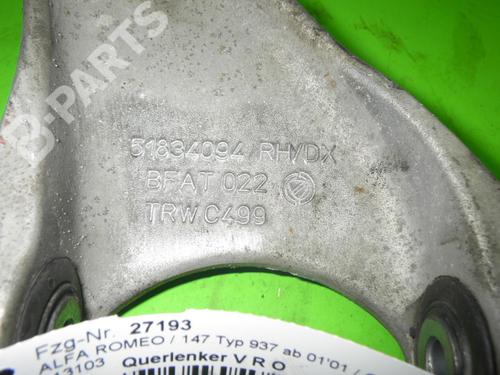 B-PARTS
51834094 RH/DX
BFAT 022
TRW C499
Fzg-Nr. 27193
ALFA ROMEO / 147 Typ 937 ab 01'01 /
3103 Querlenker V R O